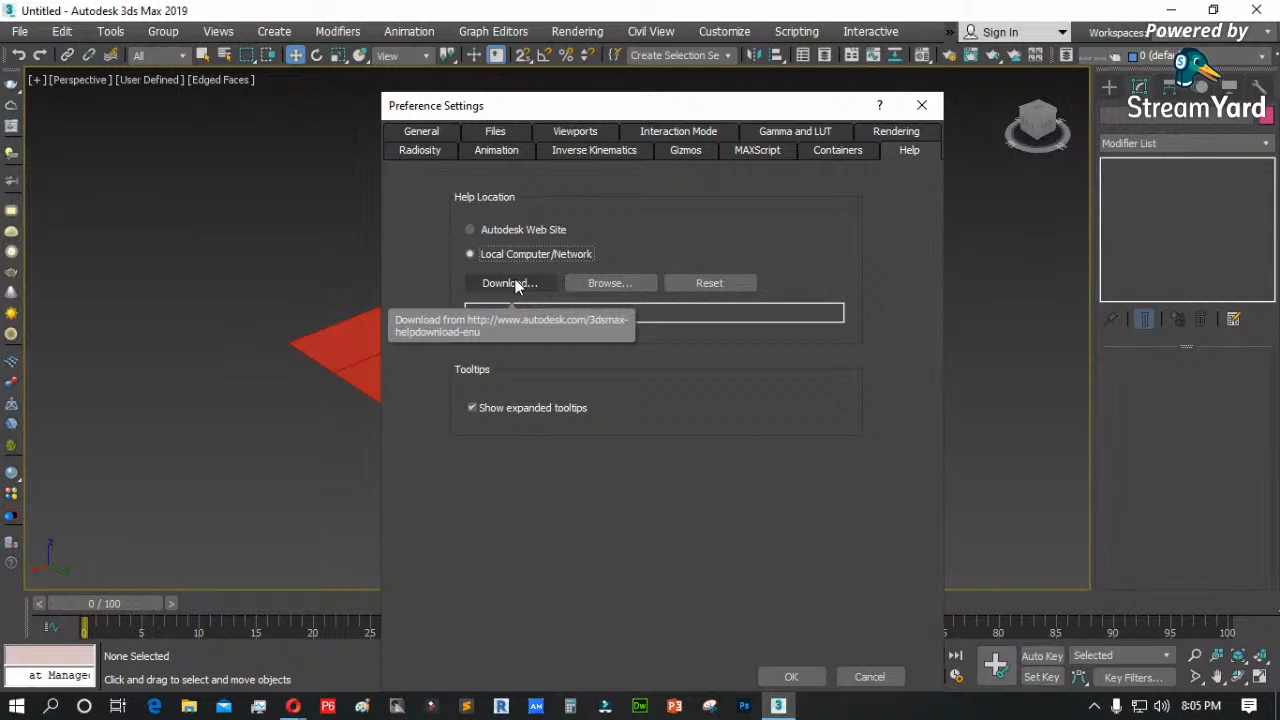 Untitled - Autodesk 3ds Max 2019
File Edit Tools Group Views Create Modifiers Animation Graph Editors Rendering Civil View Customize Scripting Interactive » Sign In Workspaces:
Powered by
StreamYard
All View Create Selection Se 0 (default
[+] [Perspective] [User Defined] [Edged Faces]
Preference Settings ?
General Files Viewports Interaction Mode Gamma and LUT Rendering
Radiosity Animation Inverse Kinematics Gizmos MAXScript Containers Help
Modifier List
Help Location
Autodesk Web Site
Local Computer/Network
Download... Browse... Reset
Download from http://www.autodesk.com/3dsmax-
helpdownload-enu
Tooltips
Show expanded tooltips
z
< 0 / 100 >
0 5 10 15 20 25 75 80 85 90 95 100
None Selected
at Manage
Click and drag to select and move objects
OK Cancel
Auto Key Selected
Set Key Key Filters...
8:05 PM